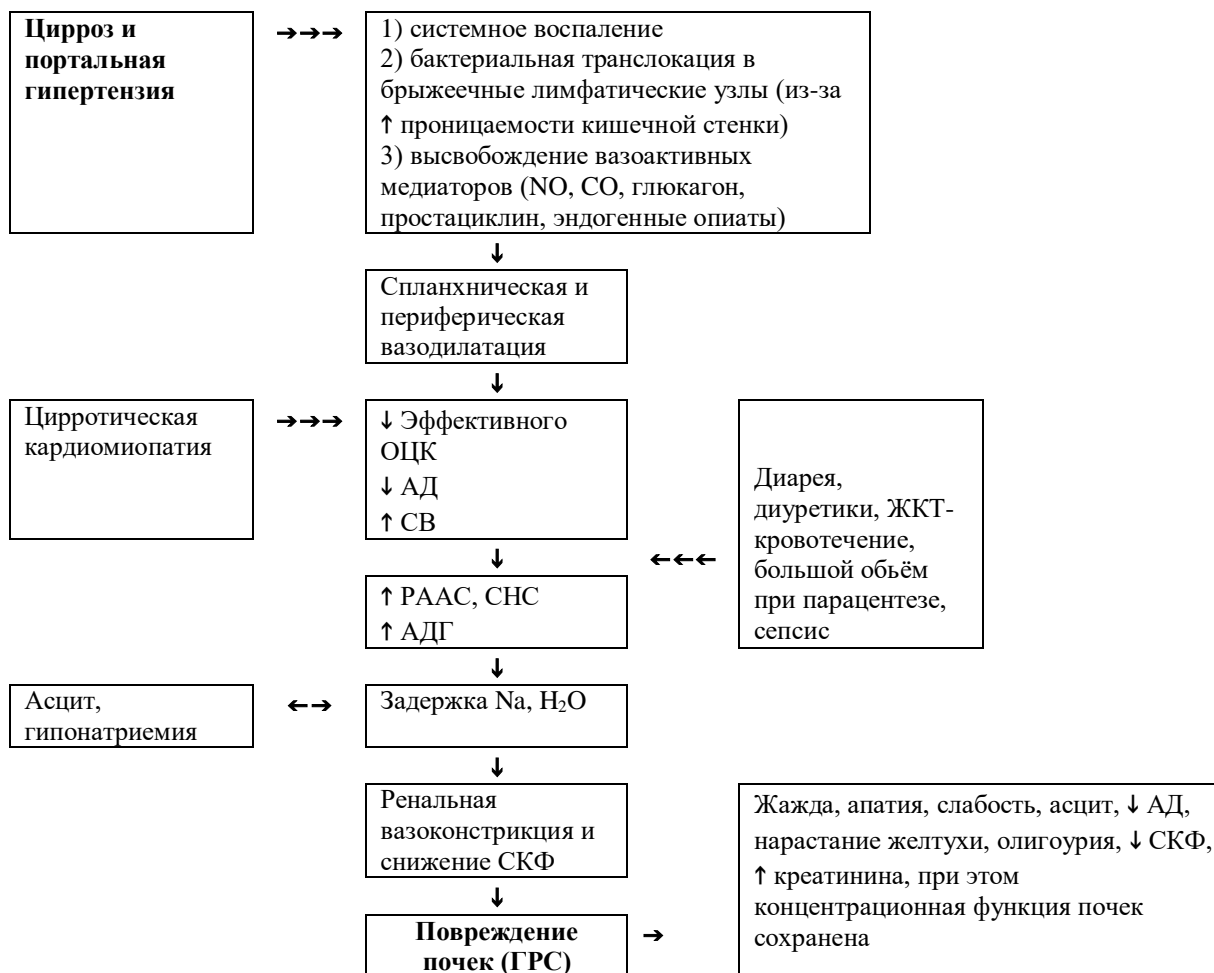 Цирроз и
портальная
гипертензия
➔➔➔
1) системное воспаление
2) бактериальная транслокация в
брыжеечные лимфатические узлы (из-за
↑ проницаемости кишечной стенки)
3) высвобождение вазоактивных
медиаторов (NO, CO, глюкагон,
простациклин, эндогенные опиаты)
Спланхническая и
периферическая
вазодилатация
Цирротическая
кардиомиопатия
➔➔➔
↓ Эффективного
ОЦК
↓ АД
↑ СВ
Диарея,
диуретики, ЖКТ-
кровотечение,
большой обьём
при парацентезе,
сепсис
↑ РААС, СНС
↑ АДГ
Асцит,
гипонатриемия
Задержка Na, H₂O
Ренальная
вазоконстрикция и
снижение СКФ
Жажда, апатия, слабость, асцит, ↓ АД,
нарастание желтухи, олигоурия, ↓ СКФ,
↑ креатинина, при этом
концентрационная функция почек
сохранена
Повреждение
почек (ГРС)